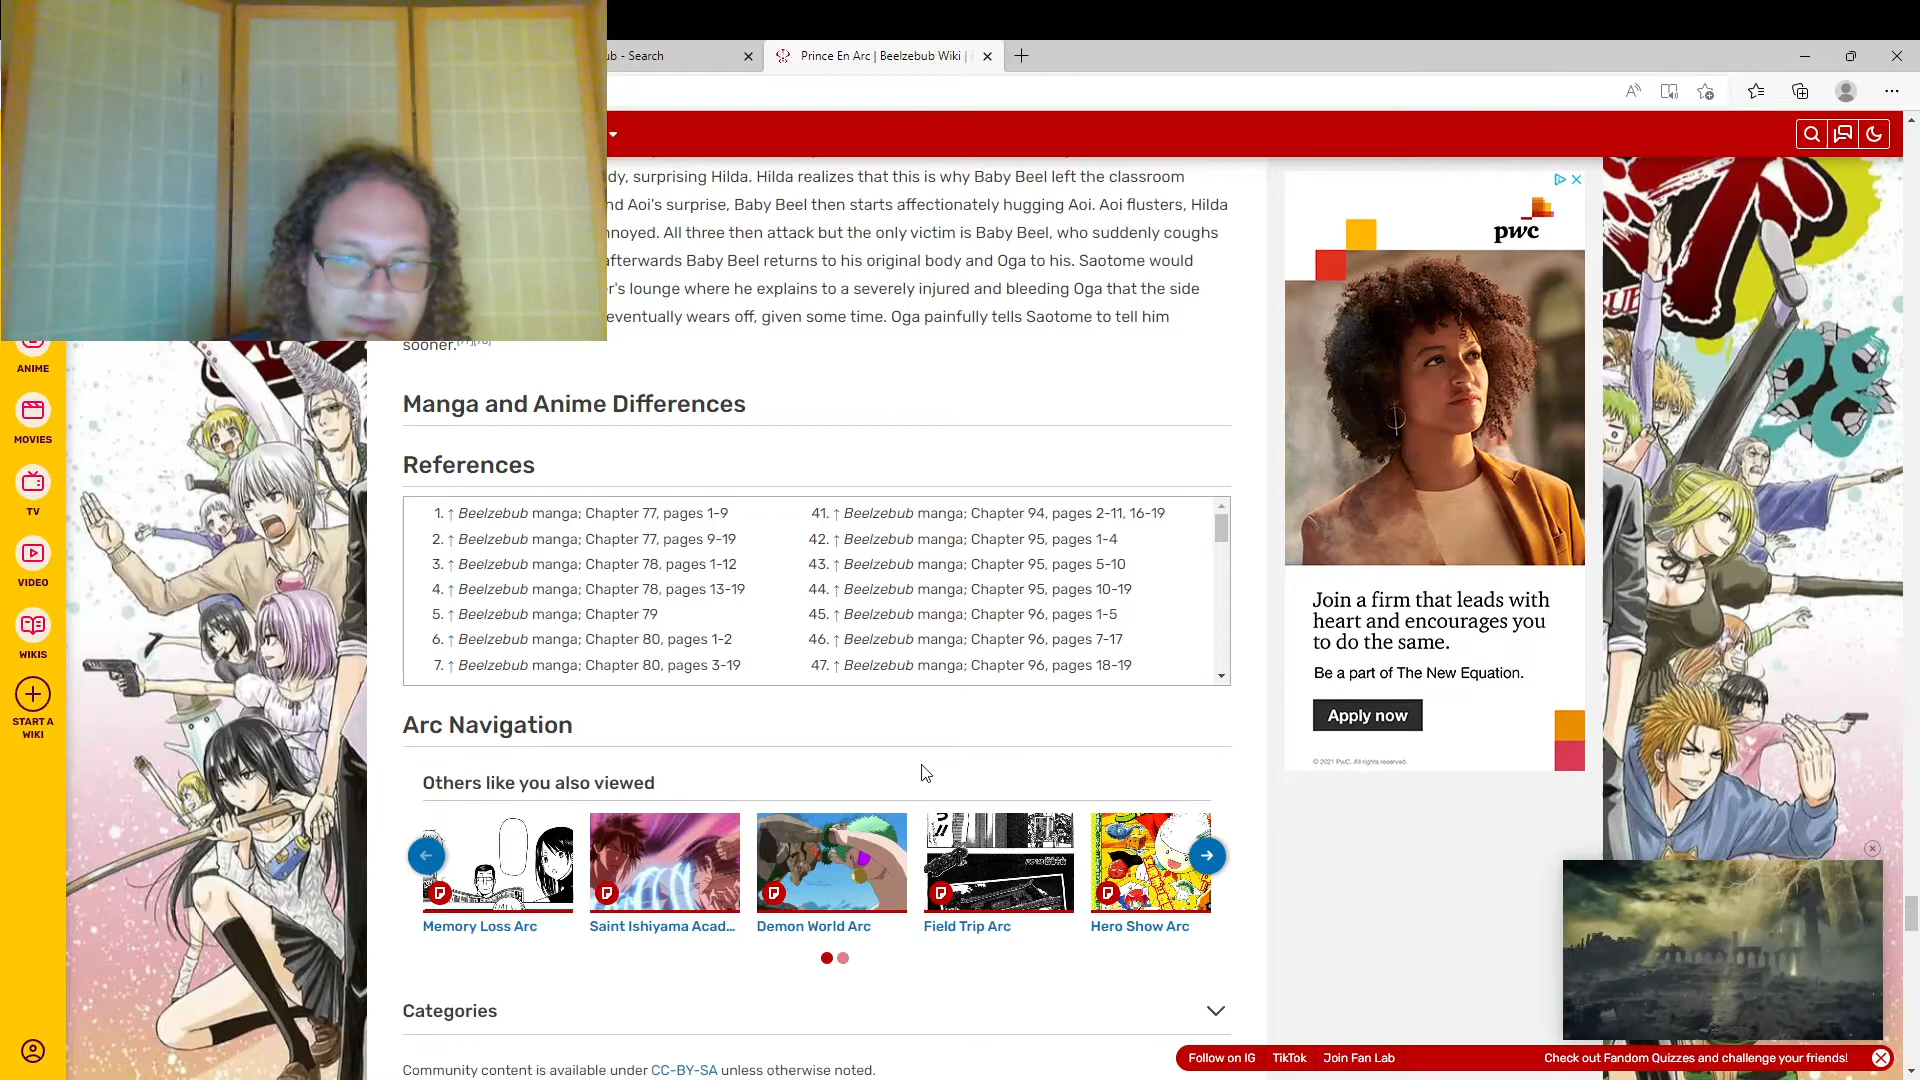 ub - Search
Prince En Arc | Beelzebub Wiki |
dy, surprising Hilda. Hilda realizes that this is why Baby Beel left the classroom
nd Aoi's surprise, Baby Beel then starts affectionately hugging Aoi. Aoi flusters, Hilda
nnoyed. All three then attack but the only victim is Baby Beel, who suddenly coughs
afterwards Baby Beel returns to his original body and Oga to his. Saotome would
r's lounge where he explains to a severely injured and bleeding Oga that the side
eventually wears off, given some time. Oga painfully tells Saotome to tell him
sooner.
ANIME
MOVIES
TV
VIDEO
WIKIS
START A
WIKI
Manga and Anime Differences
References
1. ↑ Beelzebub manga; Chapter 77, pages 1-9
2. ↑ Beelzebub manga; Chapter 77, pages 9-19
3. ↑ Beelzebub manga; Chapter 78, pages 1-12
4. ↑ Beelzebub manga; Chapter 78, pages 13-19
5. ↑ Beelzebub manga; Chapter 79
6. ↑ Beelzebub manga; Chapter 80, pages 1-2
7. ↑ Beelzebub manga; Chapter 80, pages 3-19
41. ↑ Beelzebub manga; Chapter 94, pages 2-11, 16-19
42. ↑ Beelzebub manga; Chapter 95, pages 1-4
43. ↑ Beelzebub manga; Chapter 95, pages 5-10
44. ↑ Beelzebub manga; Chapter 95, pages 10-19
45. ↑ Beelzebub manga; Chapter 96, pages 1-5
46. ↑ Beelzebub manga; Chapter 96, pages 7-17
47. ↑ Beelzebub manga; Chapter 96, pages 18-19
Arc Navigation
Others like you also viewed
Memory Loss Arc
Saint Ishiyama Acad...
Demon World Arc
Field Trip Arc
Hero Show Arc
Categories
Community content is available under CC-BY-SA unless otherwise noted.
pwc
Join a firm that leads with
heart and encourages you
to do the same.
Be a part of The New Equation.
Apply now
© 2021 PwC. All rights reserved.
28
Follow on IG TikTok Join Fan Lab
Check out Fandom Quizzes and challenge your friends!